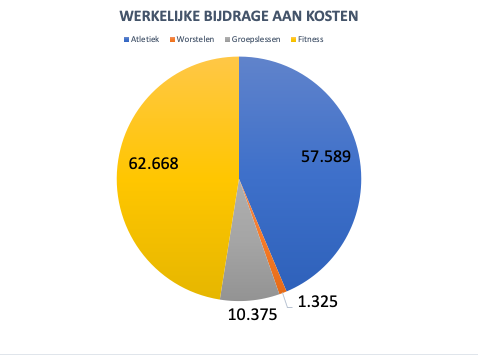 WERKELIJKE BIJDRAGE AAN KOSTEN
Atletiek Worstelen Groepslessen Fitness
57.589
62.668
1.325
10.375